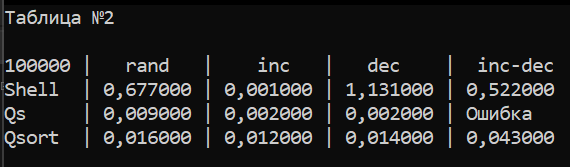 Таблица №2
100000 | rand | inc | dec | inc-dec
Shell | 0,677000 | 0,001000 | 1,131000 | 0,522000
Qs | 0,009000 | 0,002000 | 0,002000 | Ошибка
Qsort | 0,016000 | 0,012000 | 0,014000 | 0,043000